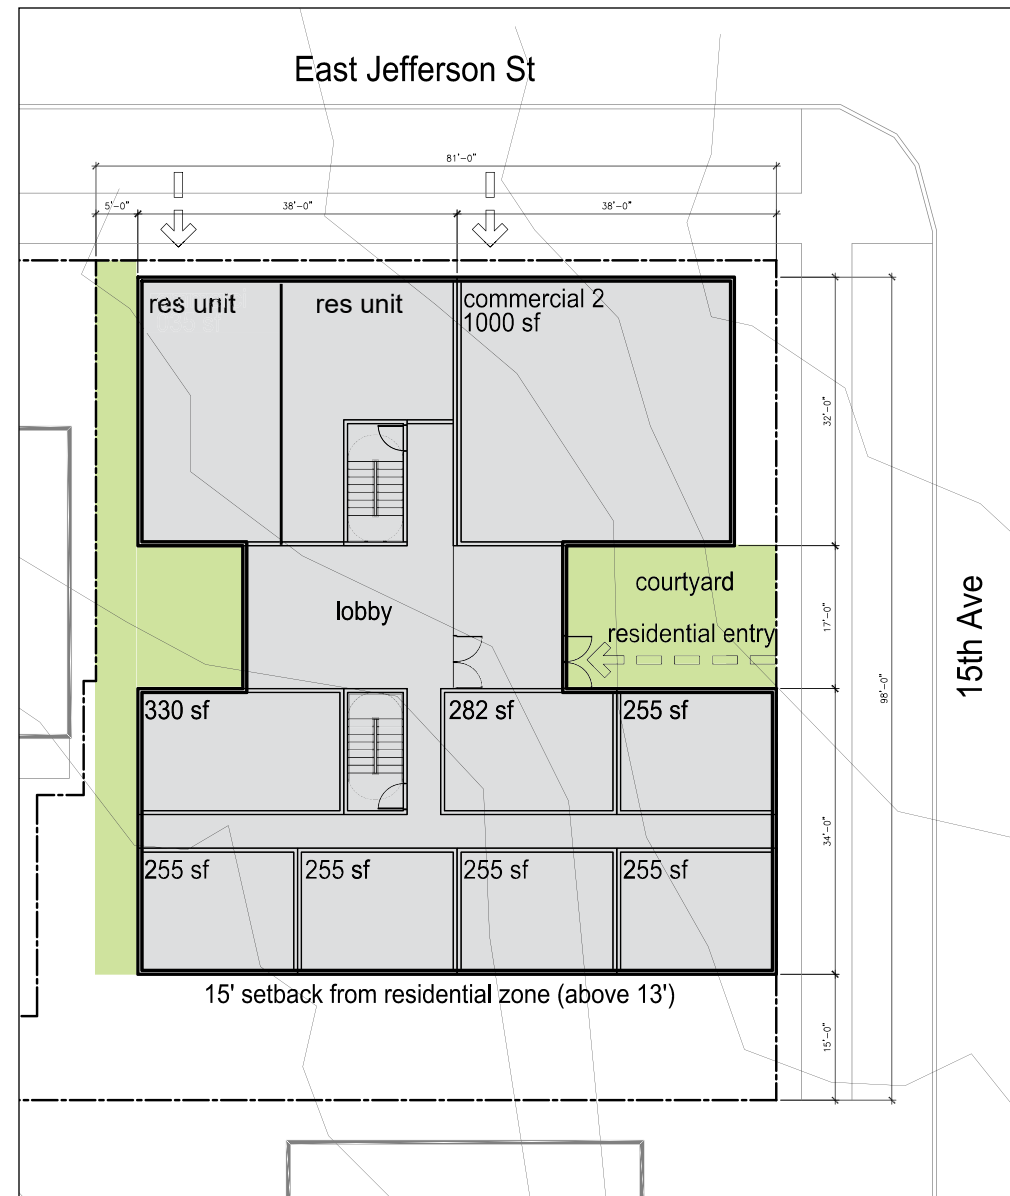 East Jefferson St
81'-0"
5'-0"
38'-0"
38'-0"
res unit
res unit
commercial 2
1000 sf
32'-0"
courtyard
lobby
residential entry
17'-0"
15th Ave
98'-0"
330 sf
282 sf
255 sf
34'-0"
255 sf
255 sf
255 sf
255 sf
15' setback from residential zone (above 13')
15'-0"